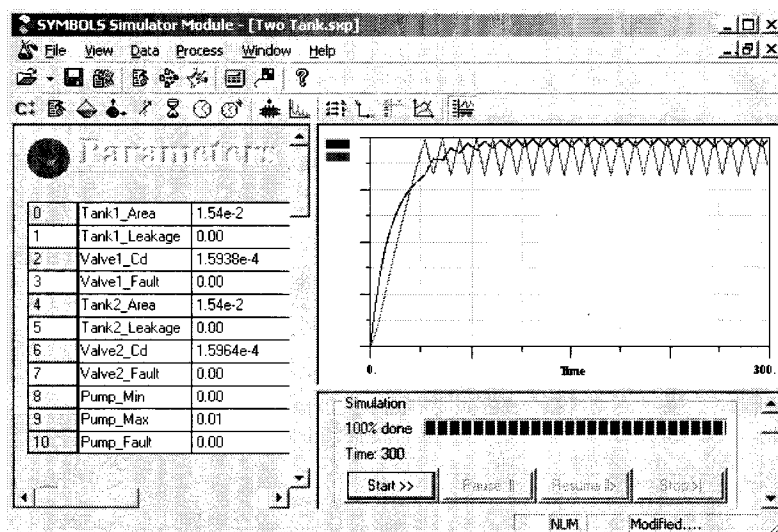 SYMBOLS Simulator Module - [Two Tank.sxp]
File View Data Process Window Help
Parameters
0 Tank1_Area 1.54e-2
1 Tank1_Leakage 0.00
2 Valve1_Cd 1.5938e-4
3 Valve1_Fault 0.00
4 Tank2_Area 1.54e-2
5 Tank2_Leakage 0.00
6 Valve2_Cd 1.5964e-4
7 Valve2_Fault 0.00
8 Pump_Min 0.00
9 Pump_Max 0.01
10 Pump_Fault 0.00
0. Time 300.
Simulation
100% done
Time: 300
Start >> Pause || Resume ||> Stop >|
NUM Modified....